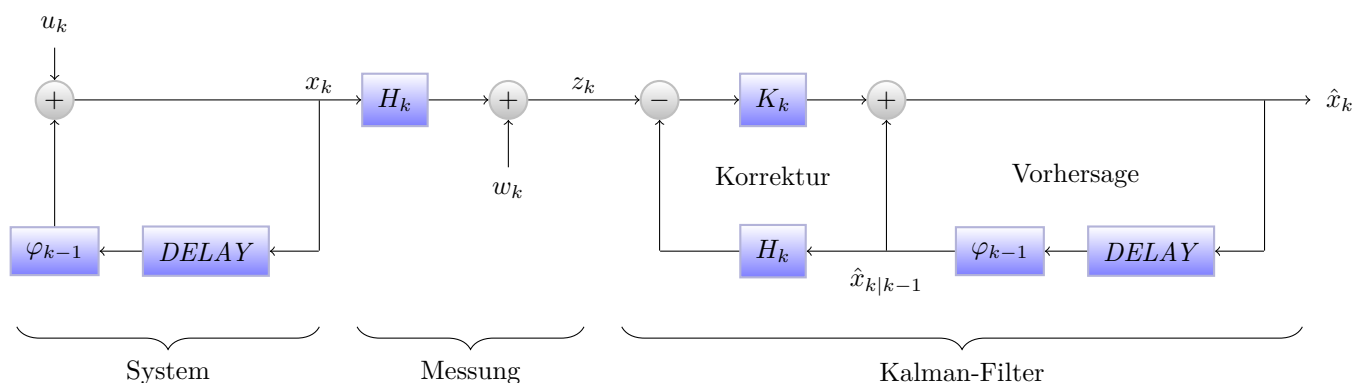 u_k
+ x_k H_k + z_k − K_k + x̂_k
w_k
Korrektur Vorhersage
φ_{k−1} DELAY H_k x̂_{k|k−1} φ_{k−1} DELAY
System Messung Kalman-Filter